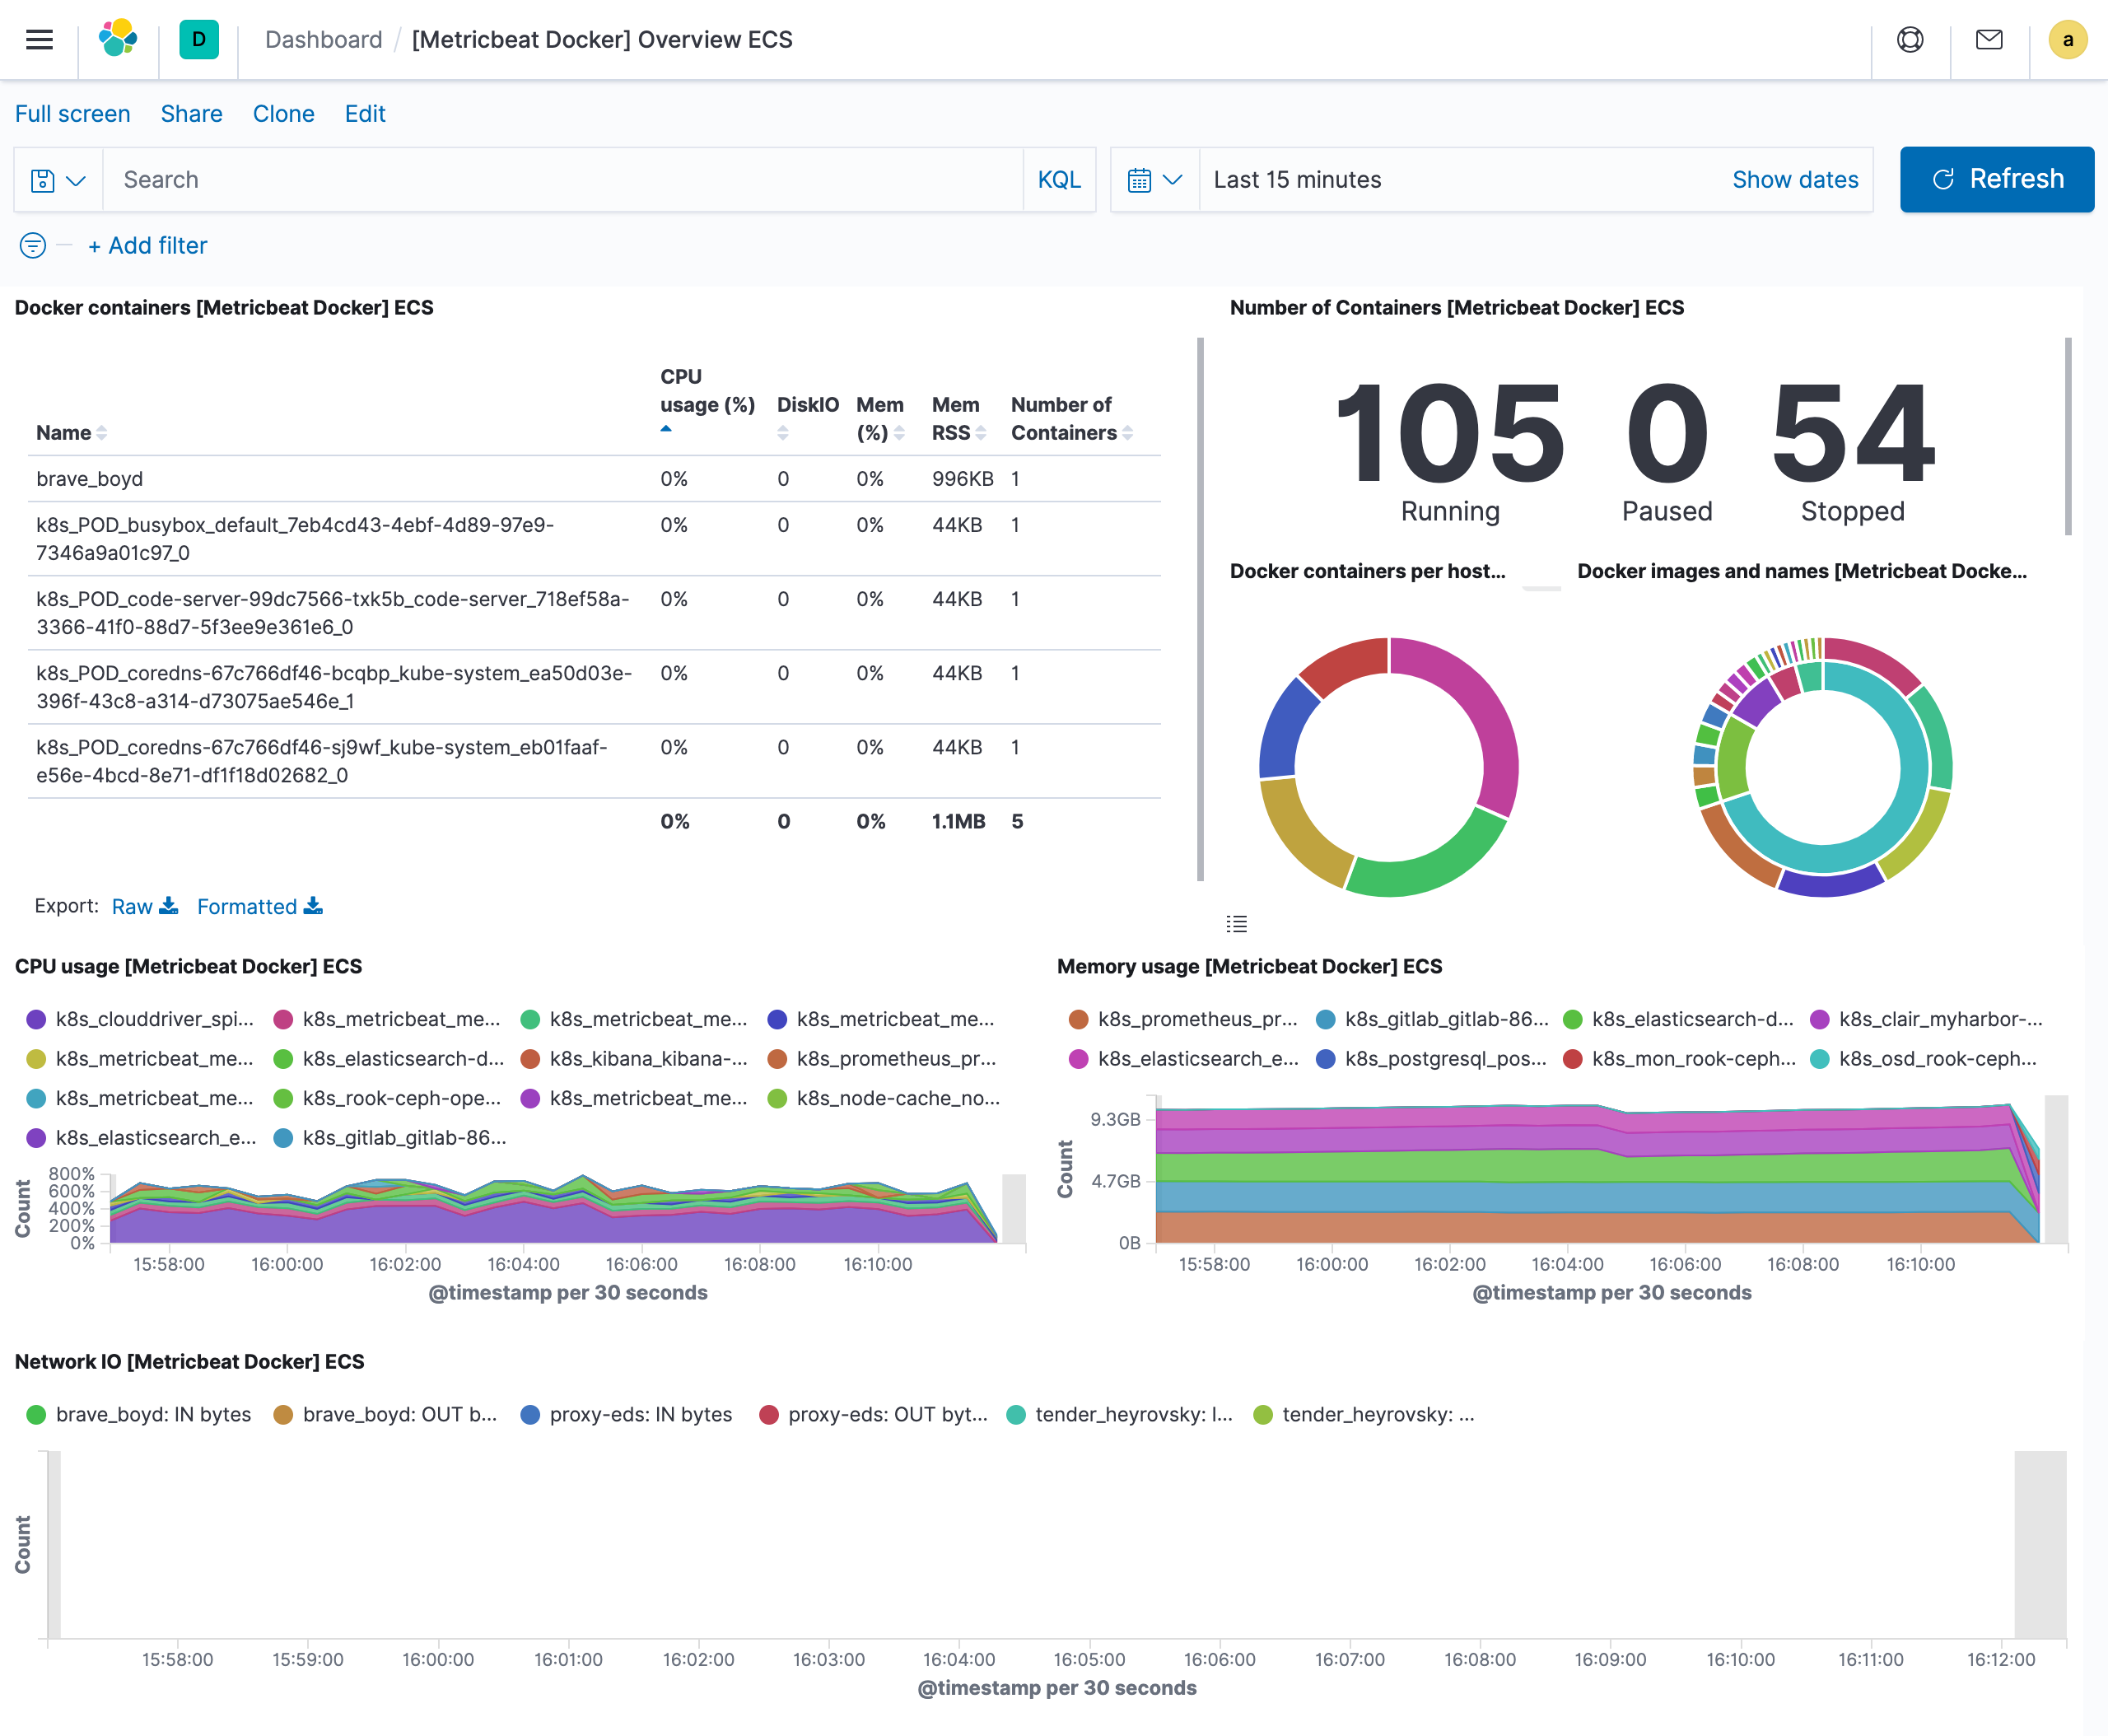 D
Dashboard / [Metricbeat Docker] Overview ECS
a
Full screen Share Clone Edit
Search
KQL
Last 15 minutes
Show dates
Refresh
+ Add filter
Docker containers [Metricbeat Docker] ECS
Name CPU usage (%) DiskIO Mem (%) Mem RSS Number of Containers
brave_boyd 0% 0 0% 996KB 1
k8s_POD_busybox_default_7eb4cd43-4ebf-4d89-97e9- 0% 0 0% 44KB 1
7346a9a01c97_0
k8s_POD_code-server-99dc7566-txk5b_code-server_718ef58a- 0% 0 0% 44KB 1
3366-41f0-88d7-5f3ee9e361e6_0
k8s_POD_coredns-67c766df46-bcqbp_kube-system_ea50d03e- 0% 0 0% 44KB 1
396f-43c8-a314-d73075ae546e_1
k8s_POD_coredns-67c766df46-sj9wf_kube-system_eb01faaf- 0% 0 0% 44KB 1
e56e-4bcd-8e71-df1f18d02682_0
0% 0 0% 1.1MB 5
Export: Raw Formatted
Number of Containers [Metricbeat Docker] ECS
105 0 54
Running Paused Stopped
Docker containers per host...
Docker images and names [Metricbeat Docke...
CPU usage [Metricbeat Docker] ECS
k8s_clouddriver_spi... k8s_metricbeat_me... k8s_metricbeat_me... k8s_metricbeat_me...
k8s_metricbeat_me... k8s_elasticsearch-d... k8s_kibana_kibana-... k8s_prometheus_pr...
k8s_metricbeat_me... k8s_rook-ceph-ope... k8s_metricbeat_me... k8s_node-cache_no...
k8s_elasticsearch_e... k8s_gitlab_gitlab-86...
Count
800%
600%
400%
200%
0%
15:58:00 16:00:00 16:02:00 16:04:00 16:06:00 16:08:00 16:10:00
@timestamp per 30 seconds
Memory usage [Metricbeat Docker] ECS
k8s_prometheus_pr... k8s_gitlab_gitlab-86... k8s_elasticsearch-d... k8s_clair_myharbor-...
k8s_elasticsearch_e... k8s_postgresql_pos... k8s_mon_rook-ceph... k8s_osd_rook-ceph...
Count
9.3GB
4.7GB
0B
15:58:00 16:00:00 16:02:00 16:04:00 16:06:00 16:08:00 16:10:00
@timestamp per 30 seconds
Network IO [Metricbeat Docker] ECS
brave_boyd: IN bytes brave_boyd: OUT b... proxy-eds: IN bytes proxy-eds: OUT byt... tender_heyrovsky: I... tender_heyrovsky: ...
Count
15:58:00 15:59:00 16:00:00 16:01:00 16:02:00 16:03:00 16:04:00 16:05:00 16:06:00 16:07:00 16:08:00 16:09:00 16:10:00 16:11:00 16:12:00
@timestamp per 30 seconds